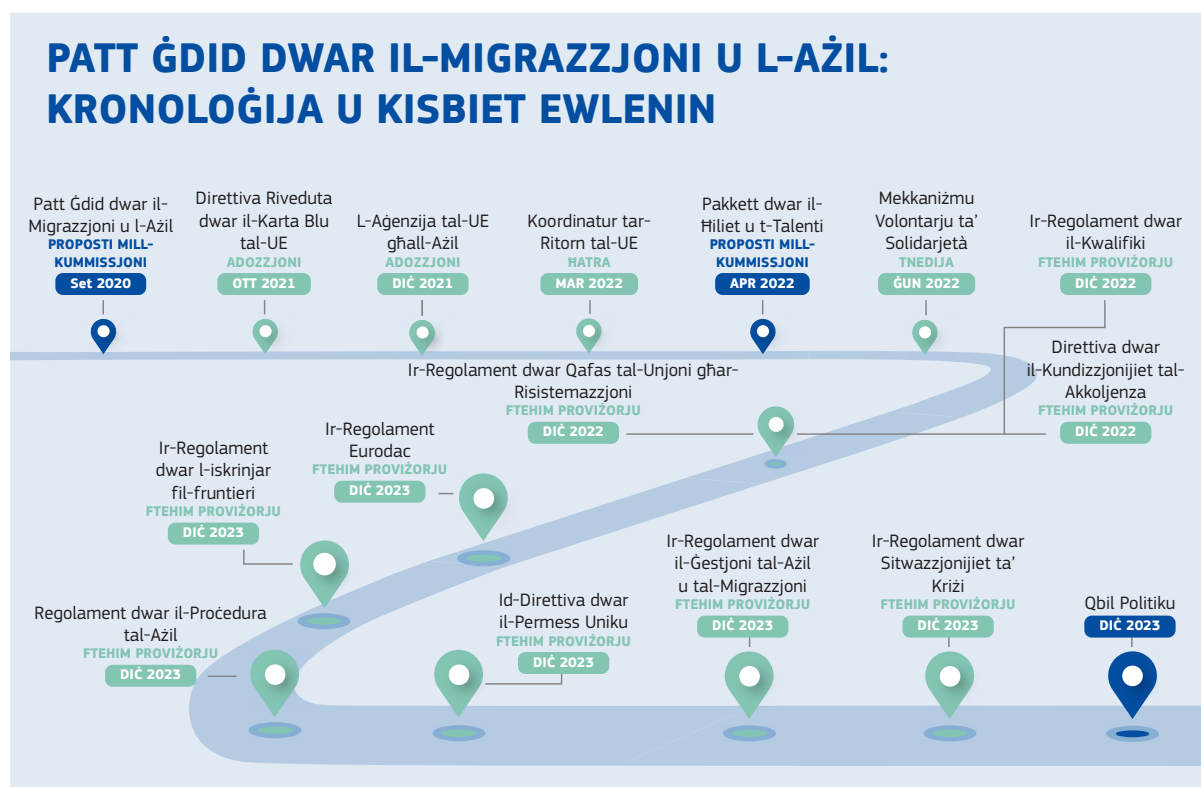 PATT ĠDID DWAR IL-MIGRAZZJONI U L-AŻIL:
KRONOLOĠIJA U KISBIET EWLENIN
Patt Ġdid dwar il-
Migrazzjoni u l-Ażil
PROPOSTI MILL-
KUMMISSJONI
Set 2020
Direttiva Riveduta
dwar il-Karta Blu
tal-UE
ADOZZJONI
OTT 2021
L-Aġenzija tal-UE
għall-Ażil
ADOZZJONI
DIĊ 2021
Koordinatur tar-
Ritorn tal-UE
ĦATRA
MAR 2022
Pakkett dwar il-
Ħiliet u t-Talenti
PROPOSTI MILL-
KUMMISSJONI
APR 2022
Mekkaniżmu
Volontarju ta'
Solidarjetà
TNEDIJA
ĠUN 2022
Ir-Regolament dwar
il-Kwalifiki
FTEHIM PROVIŻORJU
DIĊ 2022
Direttiva dwar
il-Kundizzjonijiet tal-
Akkoljenza
FTEHIM PROVIŻORJU
DIĊ 2022
Ir-Regolament dwar Qafas tal-Unjoni għar-
Risistemazzjoni
FTEHIM PROVIŻORJU
DIĊ 2022
Ir-Regolament
Eurodac
FTEHIM PROVIŻORJU
DIĊ 2023
Ir-Regolament
dwar l-iskrinjar
fil-fruntieri
FTEHIM PROVIŻORJU
DIĊ 2023
Regolament dwar il-Proċedura
tal-Ażil
FTEHIM PROVIŻORJU
DIĊ 2023
Id-Direttiva dwar
il-Permess Uniku
FTEHIM PROVIŻORJU
DIĊ 2023
Ir-Regolament dwar
il-Ġestjoni tal-Ażil
u tal-Migrazzjoni
FTEHIM PROVIŻORJU
DIĊ 2023
Ir-Regolament dwar
Sitwazzjonijiet ta'
Kriżi
FTEHIM PROVIŻORJU
DIĊ 2023
Qbil Politiku
DIĊ 2023